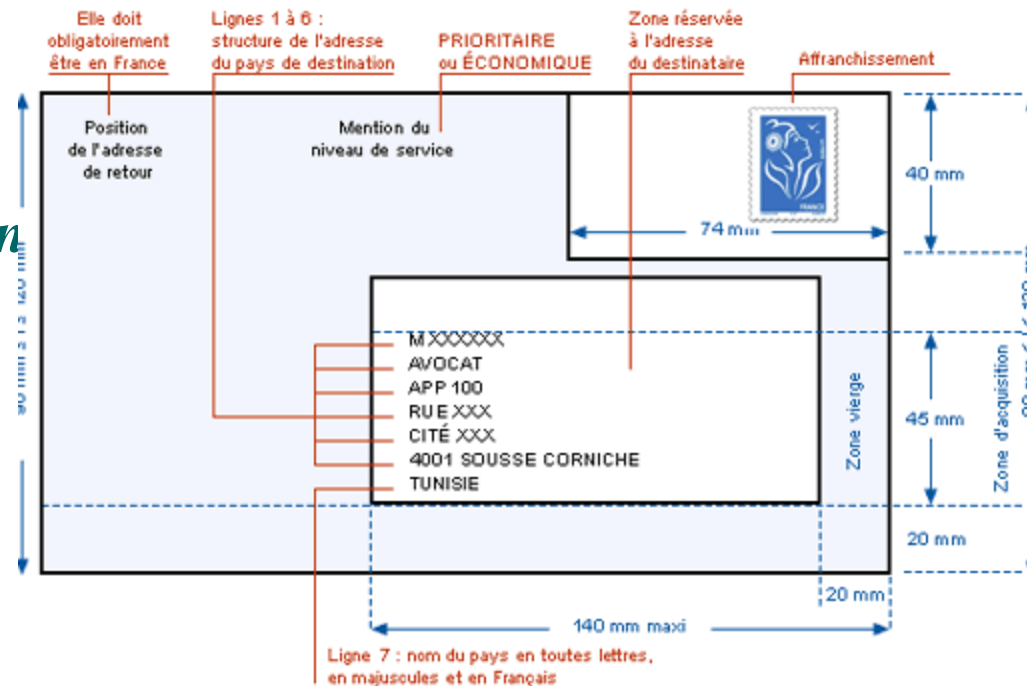 Elle doit
obligatoirement
être en France
Lignes 1 à 6 :
structure de l'adresse
du pays de destination
PRIORITAIRE
ou ÉCONOMIQUE
Zone réservée
à l'adresse
du destinataire
Affranchissement
Position
de l'adresse
de retour
Mention du
niveau de service
FRANCE
40 mm
74 mm
n
M XXXXXX
AVOCAT
APP 100
RUE XXX
CITÉ XXX
4001 SOUSSE CORNICHE
TUNISIE
Zone vierge
45 mm
Zone d'acquisition
20 mm
20 mm
140 mm maxi
Ligne 7 : nom du pays en toutes lettres,
en majuscules et en Français